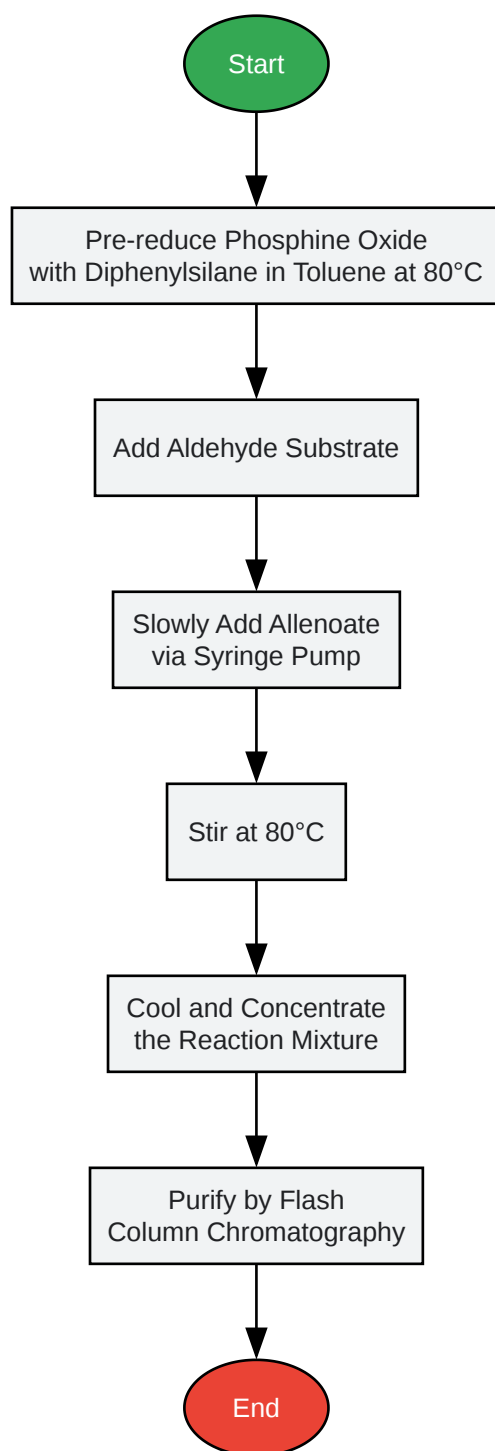 Start
Pre-reduce Phosphine Oxide
with Diphenylsilane in Toluene at 80°C
Add Aldehyde Substrate
Slowly Add Allenoate
via Syringe Pump
Stir at 80°C
Cool and Concentrate
the Reaction Mixture
Purify by Flash
Column Chromatography
End